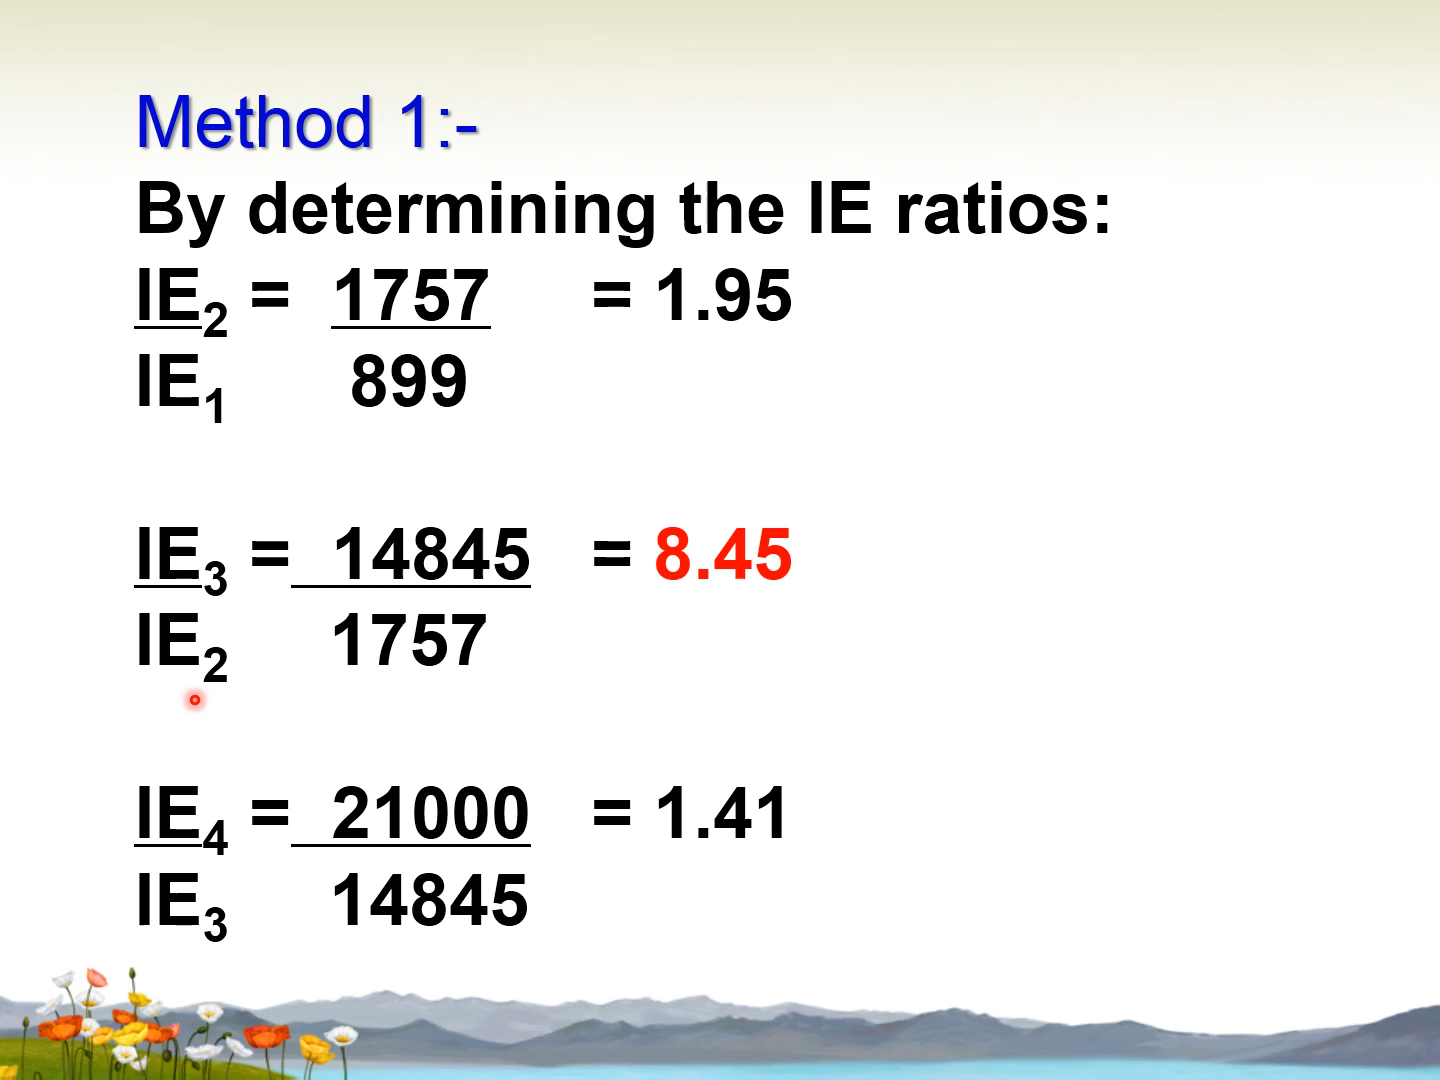 Method 1:-
By determining the IE ratios:
IE₂ = 1757 = 1.95
IE₁ 899
IE₃ = 14845 = 8.45
IE₂ 1757
IE₄ = 21000 = 1.41
IE₃ 14845